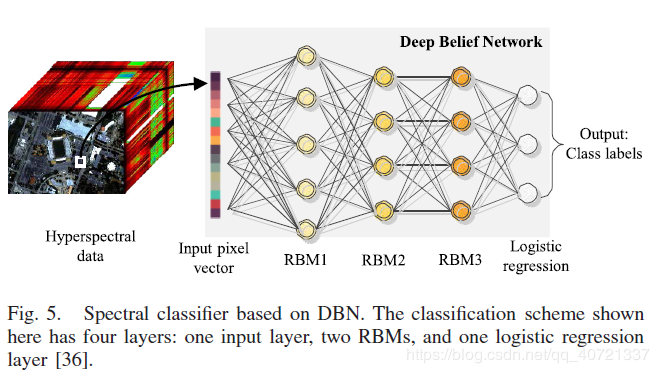 Deep Belief Network
Output:
Class labels
Hyperspectral
data
Input pixel
vector
RBM1
RBM2
RBM3
Logistic
regression
Fig. 5. Spectral classifier based on DBN. The classification scheme shown
here has four layers: one input layer, two RBMs, and one logistic regression
layer [36].
https://blog.csdn.net/qq_40721337